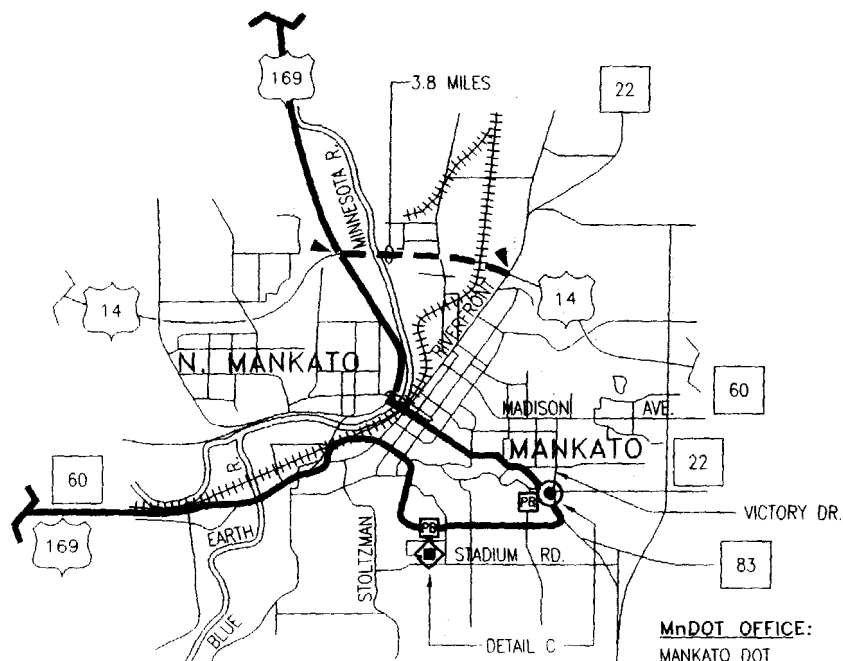 169
3.8 MILES
22
MINNESOTA R.
14
14
RIVERFRONT
N. MANKATO
60
MADISON AVE.
MANKATO
22
60
R.
PB
VICTORY DR.
169
EARTH
PB
STADIUM RD.
83
STOLTZMAN
BLUE
DETAIL C
MnDOT OFFICE:
MANKATO DOT